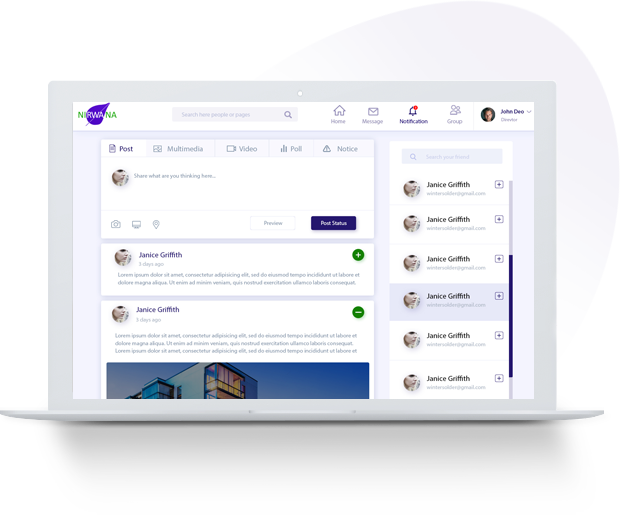 NIRWANA
Search here people or pages
Home
Message
Notification
Group
John Deo
Director
Post
Multimedia
Video
Poll
Notice
Share what are you thinking here...
Preview
Post Status
Janice Griffith
3 days ago
Lorem ipsum dolor sit amet, consectetur adipisicing elit, sed do eiusmod tempor incididunt ut labore et
dolore magna aliqua. Ut enim ad minim veniam, quis nostrud exercitation ullamco laboris consequat.
Janice Griffith
3 days ago
Lorem ipsum dolor sit amet, consectetur adipisicing elit, sed do eiusmod tempor incididunt ut labore et
dolore magna aliqua. Ut enim ad minim veniam, quis nostrud exercitation ullamco laboris consequat.
Lorem ipsum dolor sit amet, consectetur adipisicing elit, sed do eiusmod tempor incididunt ut labore et
Search your friend
Janice Griffith
wintersolder@gmail.com
Janice Griffith
wintersolder@gmail.com
Janice Griffith
wintersolder@gmail.com
Janice Griffith
wintersolder@gmail.com
Janice Griffith
wintersolder@gmail.com
Janice Griffith
wintersolder@gmail.com